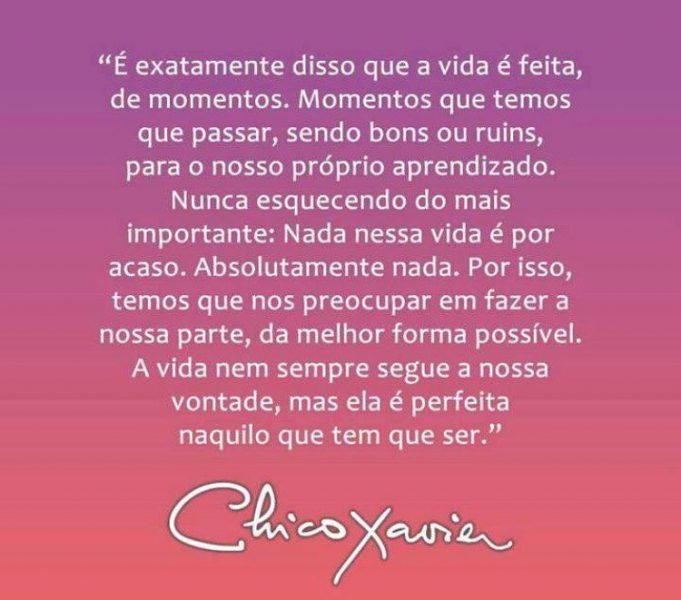 “É exatamente disso que a vida é feita,
de momentos. Momentos que temos
que passar, sendo bons ou ruins,
para o nosso próprio aprendizado.
Nunca esquecendo do mais
importante: Nada nessa vida é por
acaso. Absolutamente nada. Por isso,
temos que nos preocupar em fazer a
nossa parte, da melhor forma possível.
A vida nem sempre segue a nossa
vontade, mas ela é perfeita
naquilo que tem que ser.”
Chico Xavier